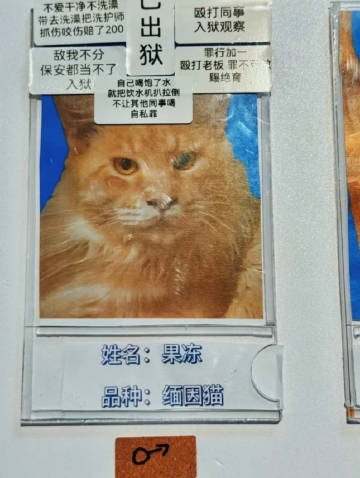 不爱干净不洗澡
带去洗澡把洗护师
抓伤咬伤赔了200
敌我不分
保安都当不了
入狱
已出狱
殴打同事
入狱观察
罪行加一
殴打老板 罪不
赐绝育
自己喝饱了水
就把饮水机扒拉倒
不让其他同事喝
自私罪
姓名：果冻
品种：缅因猫